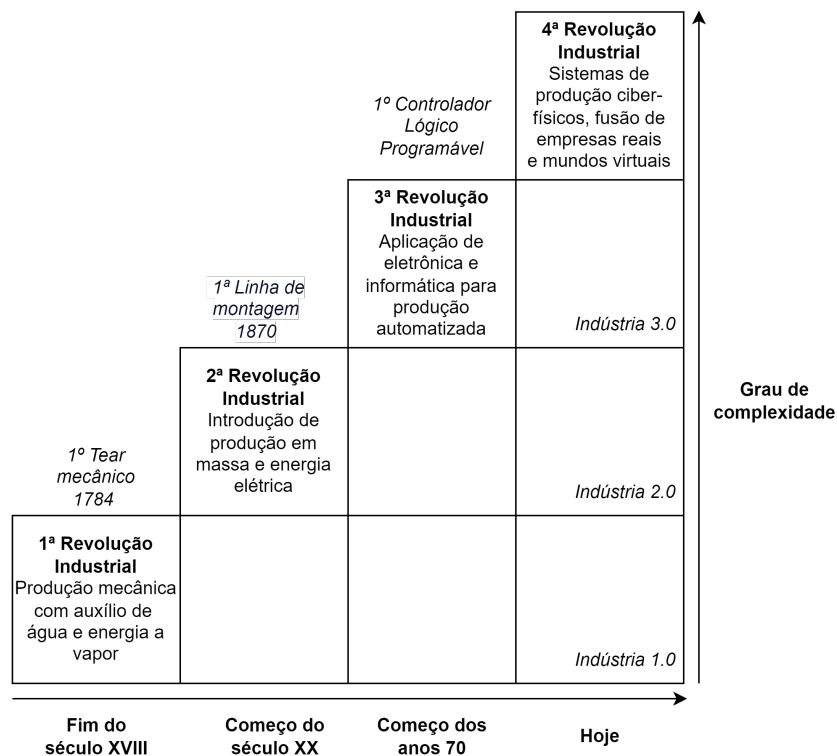 4ª Revolução
Industrial
Sistemas de
produção ciber-
físicos, fusão de
empresas reais
e mundos virtuais
1º Controlador
Lógico
Programável
3ª Revolução
Industrial
Aplicação de
eletrônica e
informática para
produção
automatizada
Indústria 3.0
1ª Linha de
montagem
1870
2ª Revolução
Industrial
Introdução de
produção em
massa e energia
elétrica
Indústria 2.0
Grau de
complexidade
1º Tear
mecânico
1784
1ª Revolução
Industrial
Produção mecânica
com auxílio de
água e energia a
vapor
Indústria 1.0
Fim do
século XVIII
Começo do
século XX
Começo dos
anos 70
Hoje